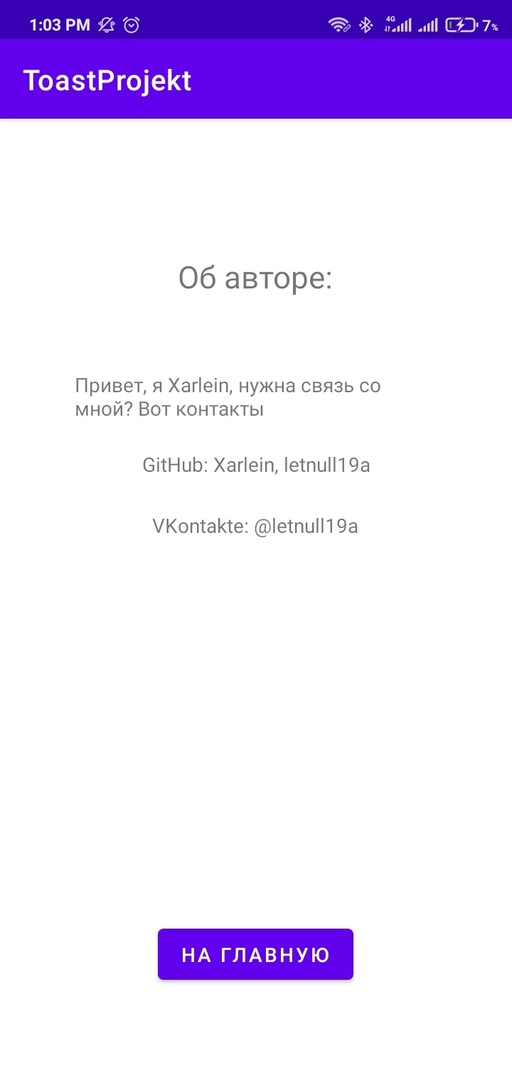 1:03 PM 4G 7%
ToastProjekt
Об авторе:
Привет, я Xarlein, нужна связь со
мной? Вот контакты
GitHub: Xarlein, letnull19a
VKontakte: @letnull19a
НА ГЛАВНУЮ